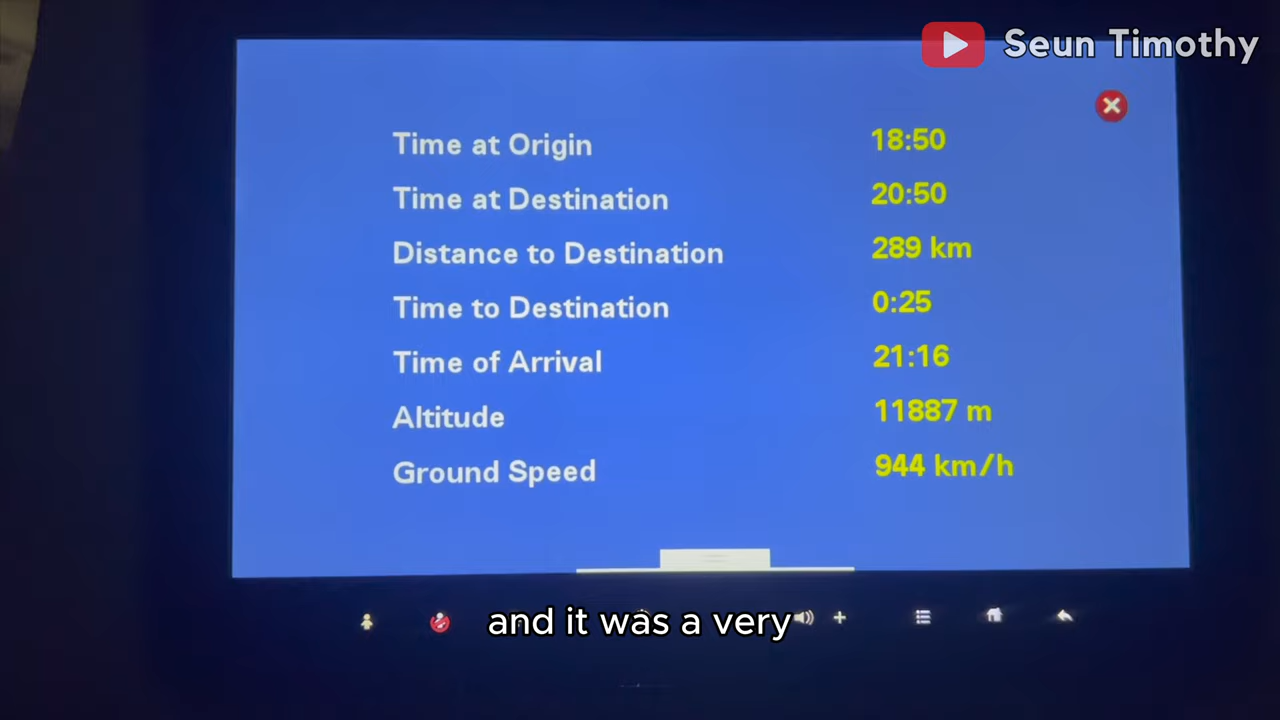 Seun Timothy
Time at Origin 18:50
Time at Destination 20:50
Distance to Destination 289 km
Time to Destination 0:25
Time of Arrival 21:16
Altitude 11887 m
Ground Speed 944 km/h
and it was a very